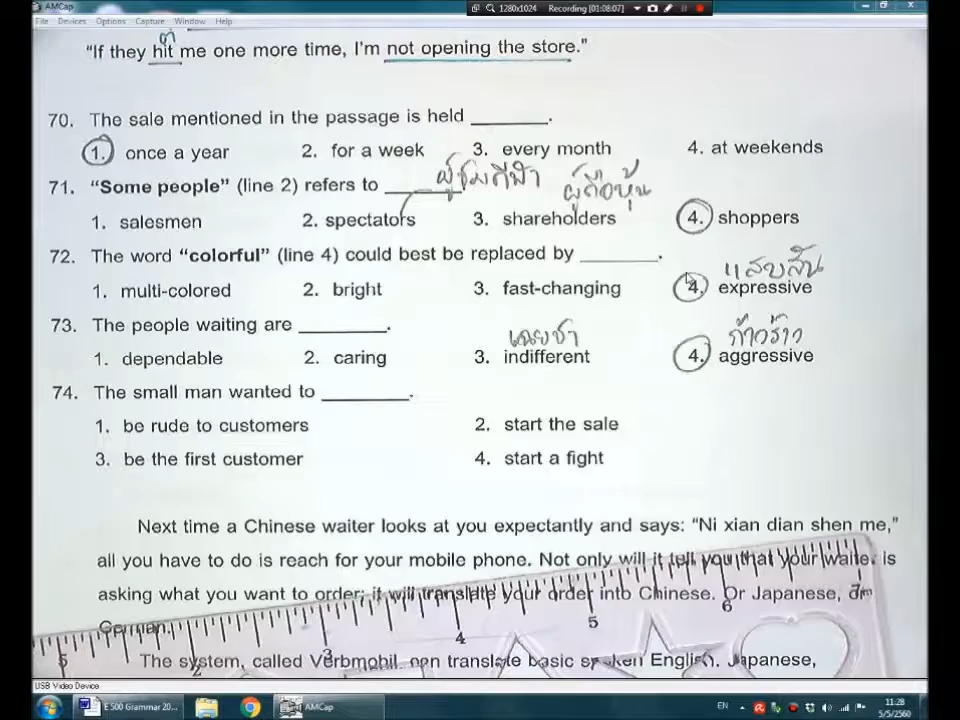 AMCap
1280x1024 Recording [01:08:07]
File Devices Options Capture Window Help
ตี
"If they hit me one more time, I'm not opening the store."
70. The sale mentioned in the passage is held ________.
1. once a year 2. for a week 3. every month 4. at weekends
ผู้ชมกีฬา ผู้ถือหุ้น
71. "Some people" (line 2) refers to ________
1. salesmen 2. spectators 3. shareholders 4. shoppers
72. The word "colorful" (line 4) could best be replaced by ________.
แสบสัน
1. multi-colored 2. bright 3. fast-changing 4. expressive
73. The people waiting are ________.
เฉยชา ก้าวร้าว
1. dependable 2. caring 3. indifferent 4. aggressive
74. The small man wanted to ________.
1. be rude to customers 2. start the sale
3. be the first customer 4. start a fight
Next time a Chinese waiter looks at you expectantly and says: "Ni xian dian shen me,"
all you have to do is reach for your mobile phone. Not only will it tell you that your waiter is
asking what you want to order; it will translate your order into Chinese. Or Japanese, or
German.
The system, called Verbmobil, can translate basic spoken English, Japanese,
3 4 5 6 7
USB Video Device
E 500 Grammar 20... AMCap
EN 11:28
5/5/2560